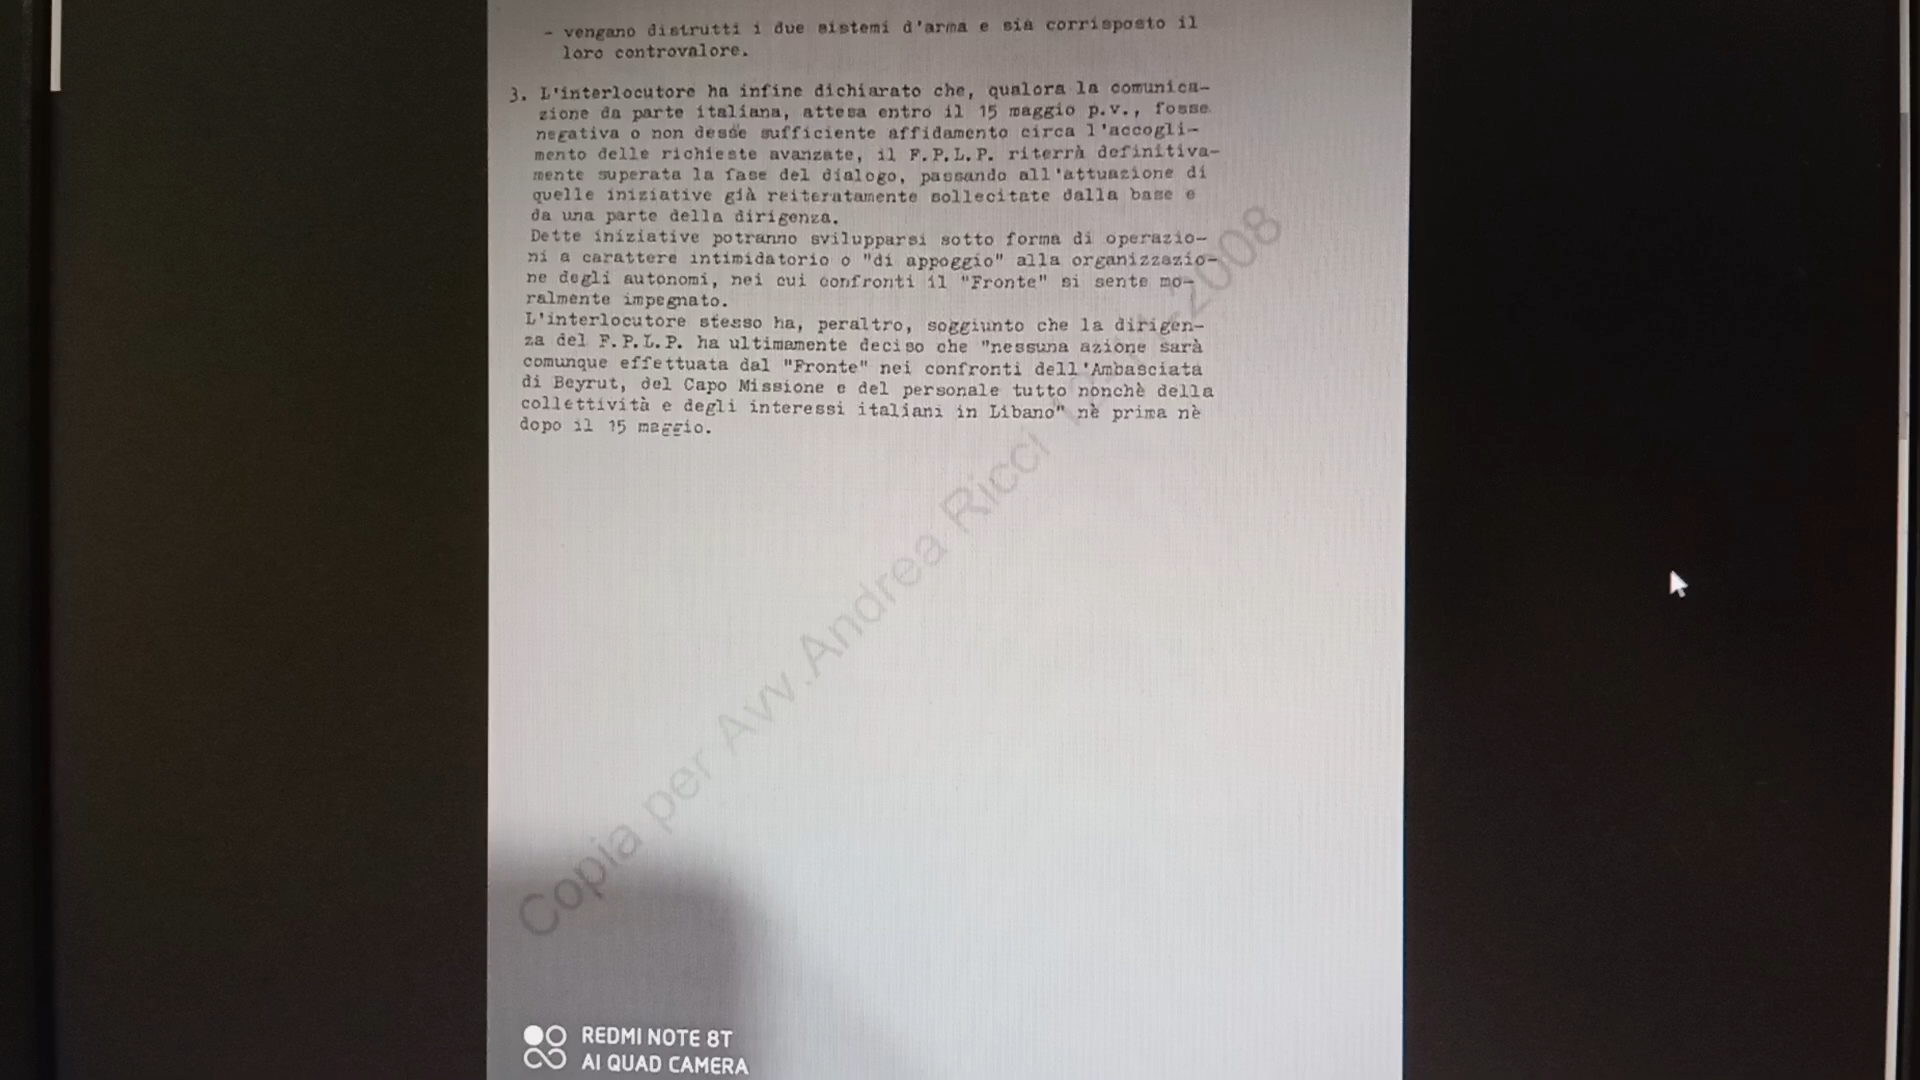 - vengano distrutti i due sistemi d'arma e sia corrisposto il
loro controvalore.
3. L'interlocutore ha infine dichiarato che, qualora la comunica-
zione da parte italiana, attesa entro il 15 maggio p.v., fosse
negativa o non desse sufficiente affidamento circa l'accogli-
mento delle richieste avanzate, il F.P.L.P. riterrà definitiva-
mente superata la fase del dialogo, passando all'attuazione di
quelle iniziative già reiteratamente sollecitate dalla base e
da una parte della dirigenza.
Dette iniziative potranno svilupparsi sotto forma di operazio-
ni a carattere intimidatorio o "di appoggio" alla organizzazio-
ne degli autonomi, nei cui confronti il "Fronte" si sente mo-
ralmente impegnato.
L'interlocutore stesso ha, peraltro, soggiunto che la dirigen-
za del F.P.L.P. ha ultimamente deciso che "nessuna azione sarà
comunque effettuata dal "Fronte" nei confronti dell'Ambasciata
di Beyrut, del Capo Missione e del personale tutto nonchè della
collettività e degli interessi italiani in Libano" nè prima nè
dopo il 15 maggio.
Copia per Avv. Andrea Ricci 2008
REDMI NOTE 8T
AI QUAD CAMERA